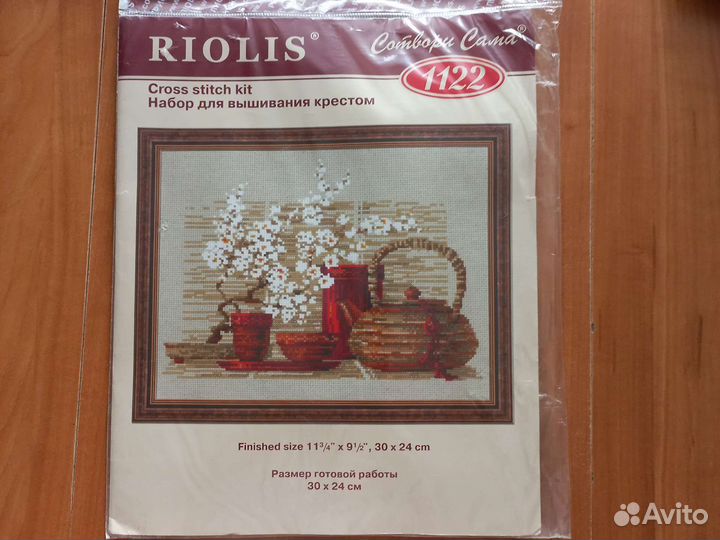 RIOLIS®
Сотвори Сама®
1122
Cross stitch kit
Набор для вышивания крестом
Finished size 11³/₄" x 9¹/₂", 30 x 24 cm
Размер готовой работы
30 x 24 см
Avito